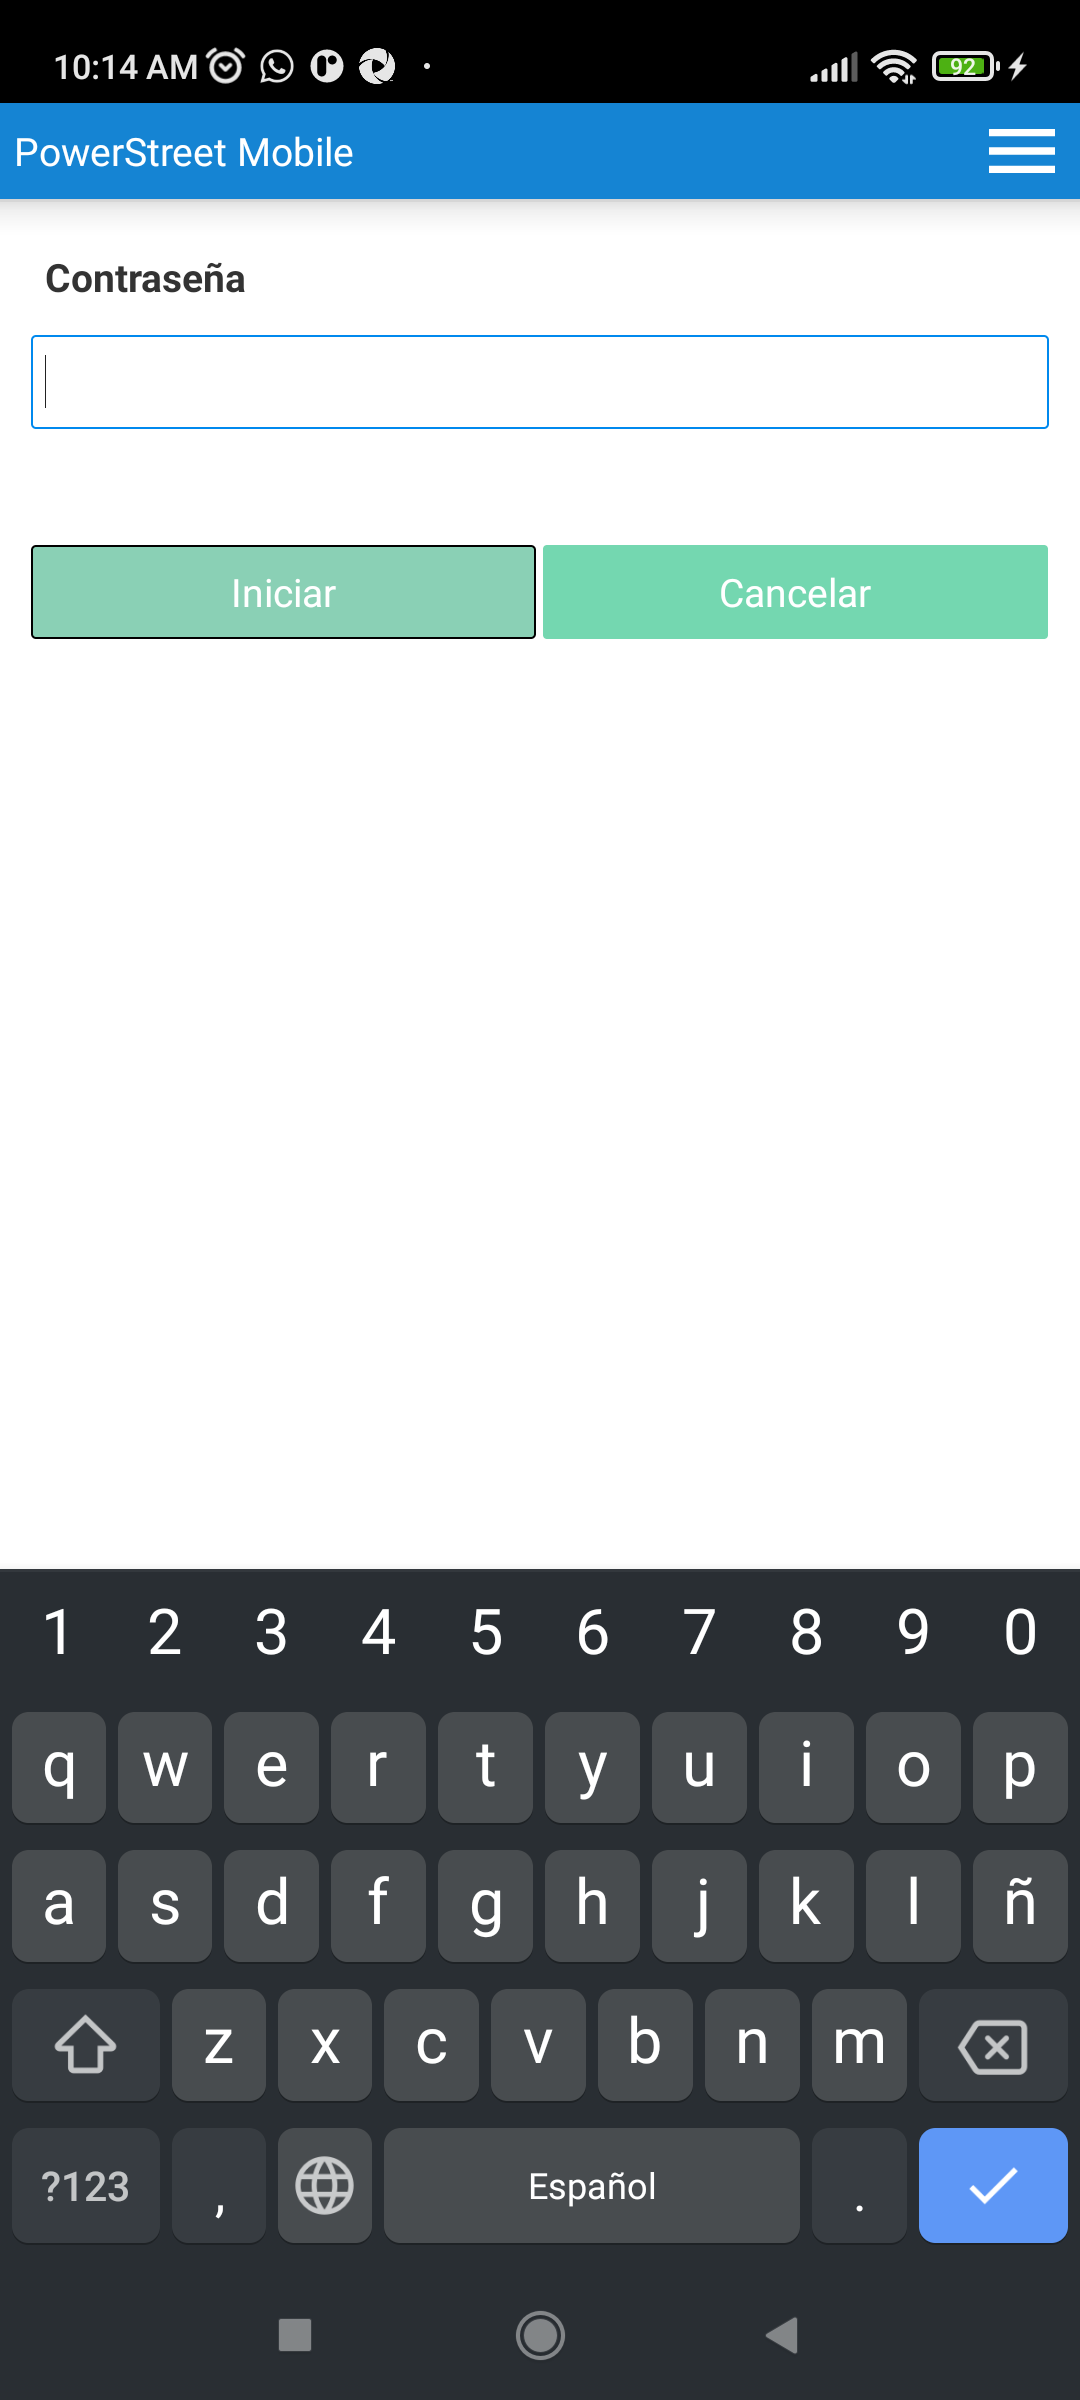 10:14 AM
92
PowerStreet Mobile
Contraseña
Iniciar Cancelar
1 2 3 4 5 6 7 8 9 0
q w e r t y u i o p
a s d f g h j k l ñ
z x c v b n m
?123 , Español .